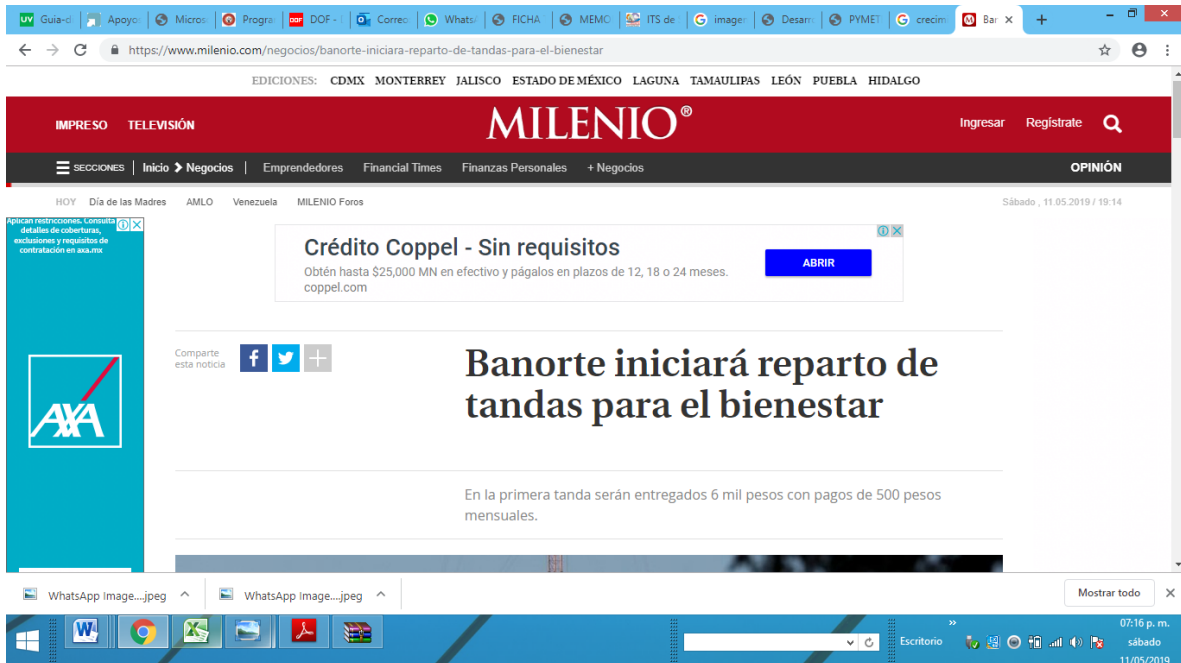 UV Guia-d Apoyo: Micros Progra DOF DOF - Correo WhatsA FICHA MEMO ITS de imager Desarr PYMET crecim Bar
https://www.milenio.com/negocios/banorte-iniciara-reparto-de-tandas-para-el-bienestar
EDICIONES: CDMX MONTERREY JALISCO ESTADO DE MÉXICO LAGUNA TAMAULIPAS LEÓN PUEBLA HIDALGO
IMPRESO TELEVISIÓN MILENIO® Ingresar Regístrate
SECCIONES Inicio > Negocios Emprendedores Financial Times Finanzas Personales + Negocios OPINIÓN
HOY Día de las Madres AMLO Venezuela MILENIO Foros Sábado , 11.05.2019 / 19:14
Aplican restricciones. Consulta
detalles de coberturas,
exclusiones y requisitos de
contratación en axa.mx
AXA
Crédito Coppel - Sin requisitos
Obtén hasta $25,000 MN en efectivo y págalos en plazos de 12, 18 o 24 meses.
coppel.com
ABRIR
Comparte
esta noticia
Banorte iniciará reparto de
tandas para el bienestar
En la primera tanda serán entregados 6 mil pesos con pagos de 500 pesos
mensuales.
WhatsApp Image....jpeg WhatsApp Image....jpeg Mostrar todo
Escritorio
07:16 p. m.
sábado
11/05/2019